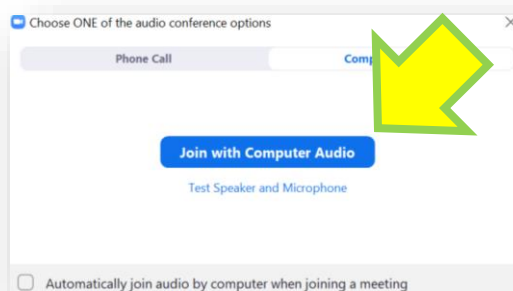 Choose ONE of the audio conference options
Phone Call
Comp
Join with Computer Audio
Test Speaker and Microphone
Automatically join audio by computer when joining a meeting